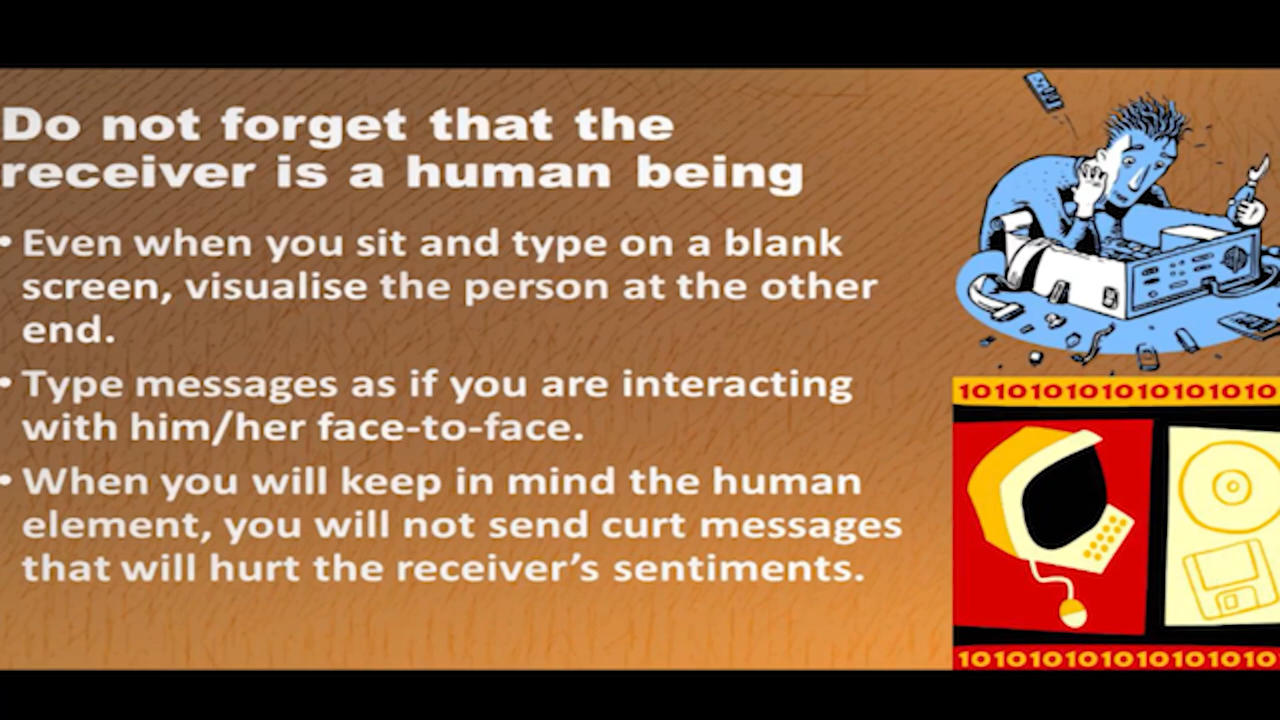 Do not forget that the
receiver is a human being
• Even when you sit and type on a blank
screen, visualise the person at the other
end.
• Type messages as if you are interacting
with him/her face-to-face.
• When you will keep in mind the human
element, you will not send curt messages
that will hurt the receiver's sentiments.
101010101010101010
101010101010101010